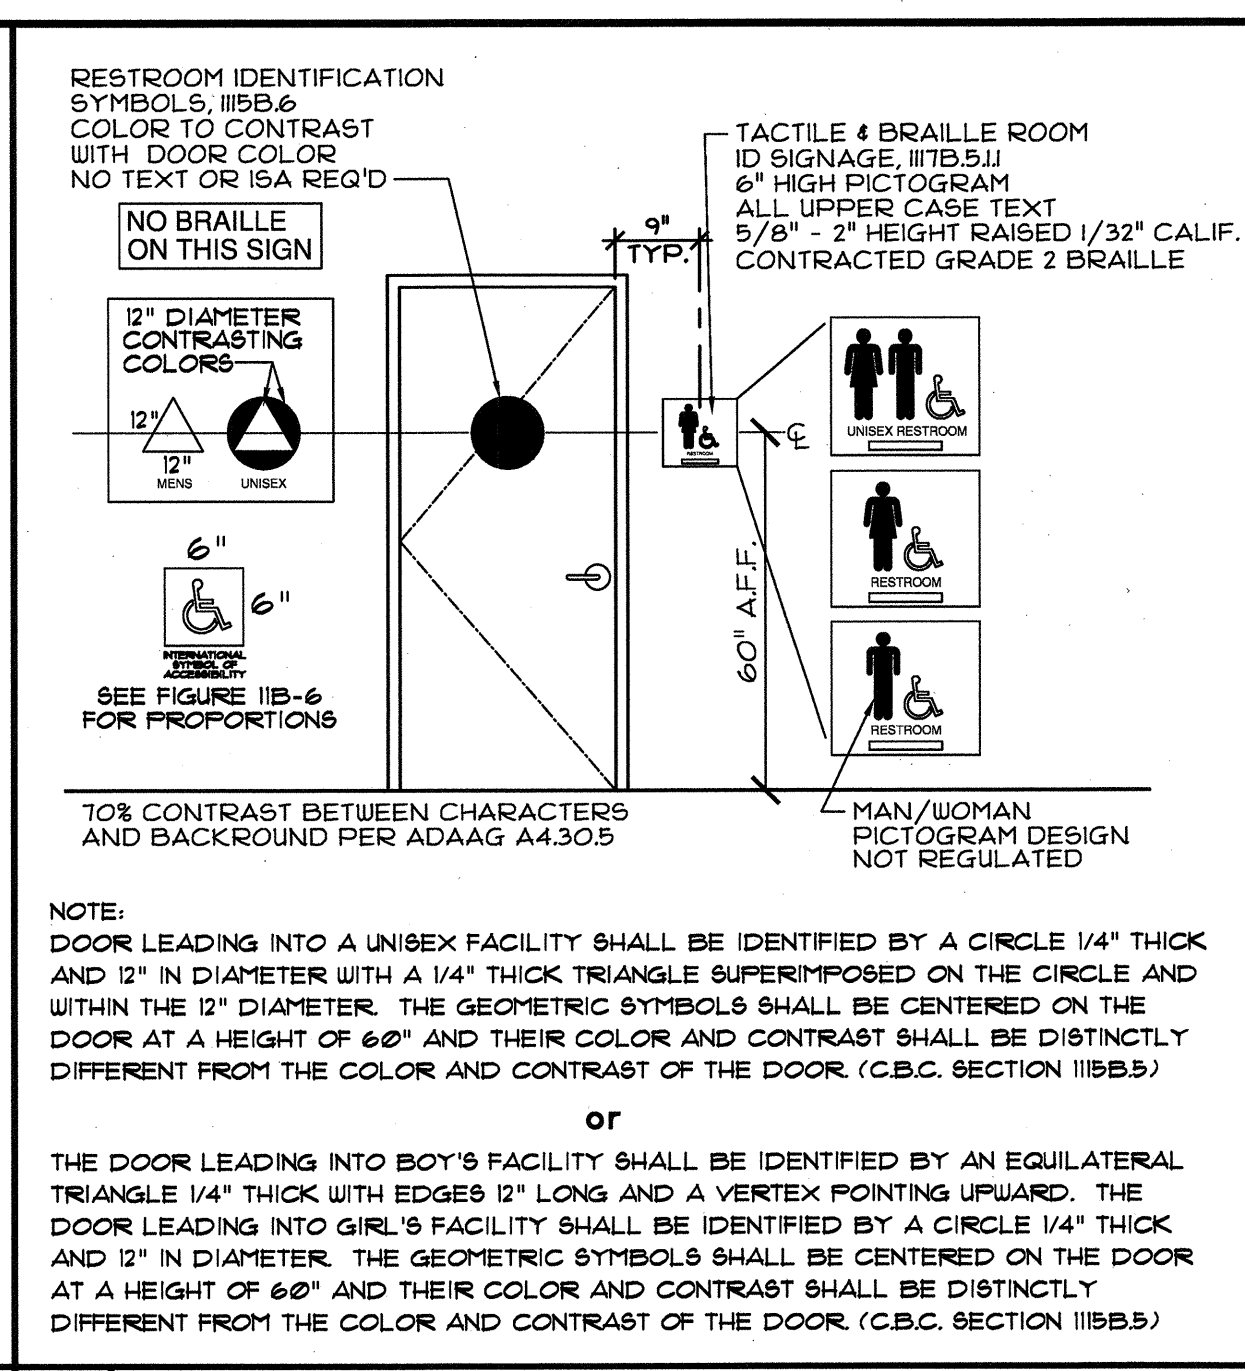 RESTROOM IDENTIFICATION
SYMBOLS, 1115B.6
COLOR TO CONTRAST
WITH DOOR COLOR
NO TEXT OR ISA REQ'D
NO BRAILLE
ON THIS SIGN
12" DIAMETER
CONTRASTING
COLORS
12"
12"
MENS
UNISEX
6"
6"
INTERNATIONAL
SYMBOL OF
ACCESSIBILITY
SEE FIGURE 11B-6
FOR PROPORTIONS
9"
TYP.
TACTILE & BRAILLE ROOM
ID SIGNAGE, 1117B.5.1.1
6" HIGH PICTOGRAM
ALL UPPER CASE TEXT
5/8" - 2" HEIGHT RAISED 1/32" CALIF.
CONTRACTED GRADE 2 BRAILLE
RESTROOM
℄
60" A.F.F.
UNISEX RESTROOM
RESTROOM
RESTROOM
MAN/WOMAN
PICTOGRAM DESIGN
NOT REGULATED
70% CONTRAST BETWEEN CHARACTERS
AND BACKROUND PER ADAAG A4.30.5
NOTE:
DOOR LEADING INTO A UNISEX FACILITY SHALL BE IDENTIFIED BY A CIRCLE 1/4" THICK
AND 12" IN DIAMETER WITH A 1/4" THICK TRIANGLE SUPERIMPOSED ON THE CIRCLE AND
WITHIN THE 12" DIAMETER. THE GEOMETRIC SYMBOLS SHALL BE CENTERED ON THE
DOOR AT A HEIGHT OF 60" AND THEIR COLOR AND CONTRAST SHALL BE DISTINCTLY
DIFFERENT FROM THE COLOR AND CONTRAST OF THE DOOR. (C.B.C. SECTION 1115B.5)
or
THE DOOR LEADING INTO BOY'S FACILITY SHALL BE IDENTIFIED BY AN EQUILATERAL
TRIANGLE 1/4" THICK WITH EDGES 12" LONG AND A VERTEX POINTING UPWARD. THE
DOOR LEADING INTO GIRL'S FACILITY SHALL BE IDENTIFIED BY A CIRCLE 1/4" THICK
AND 12" IN DIAMETER. THE GEOMETRIC SYMBOLS SHALL BE CENTERED ON THE DOOR
AT A HEIGHT OF 60" AND THEIR COLOR AND CONTRAST SHALL BE DISTINCTLY
DIFFERENT FROM THE COLOR AND CONTRAST OF THE DOOR. (C.B.C. SECTION 1115B.5)